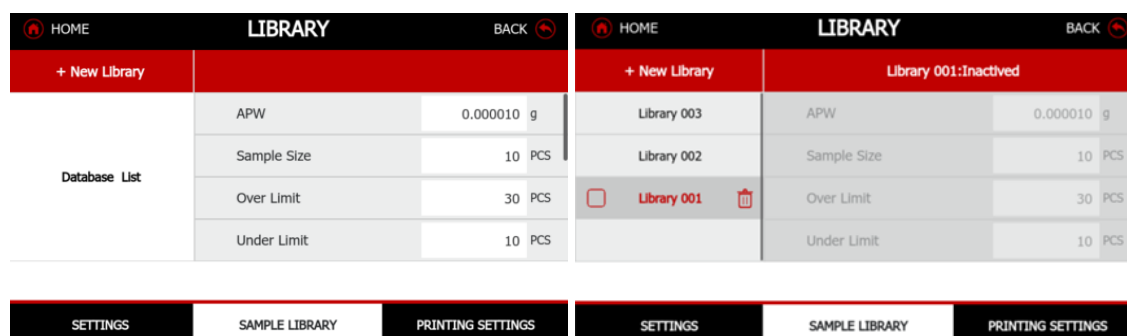 HOME LIBRARY BACK
+ New Library
APW 0.000010 g
Sample Size 10 PCS
Database List
Over Limit 30 PCS
Under Limit 10 PCS
SETTINGS SAMPLE LIBRARY PRINTING SETTINGS
HOME LIBRARY BACK
+ New Library Library 001:Inactived
Library 003 APW 0.000010 g
Library 002 Sample Size 10 PCS
Library 001 Over Limit 30 PCS
Under Limit 10 PCS
SETTINGS SAMPLE LIBRARY PRINTING SETTINGS